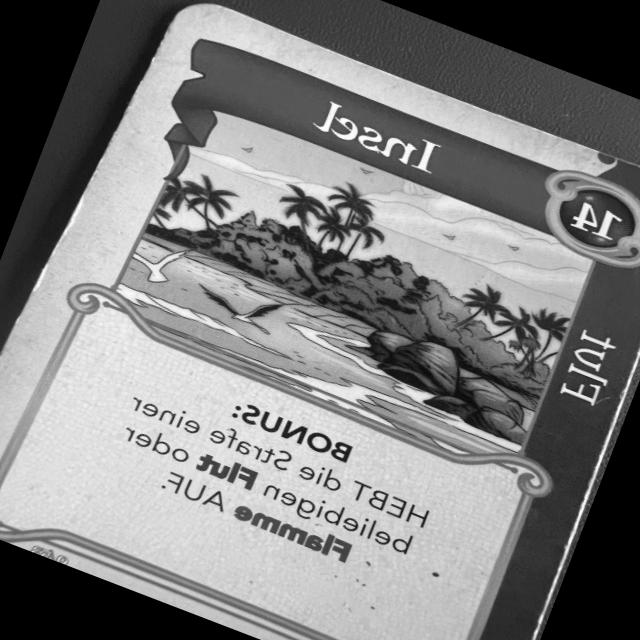 Insel
14
Flut
BONUS:
HEBT die Strafe einer
beliebigen Flut oder
Flamme AUF.